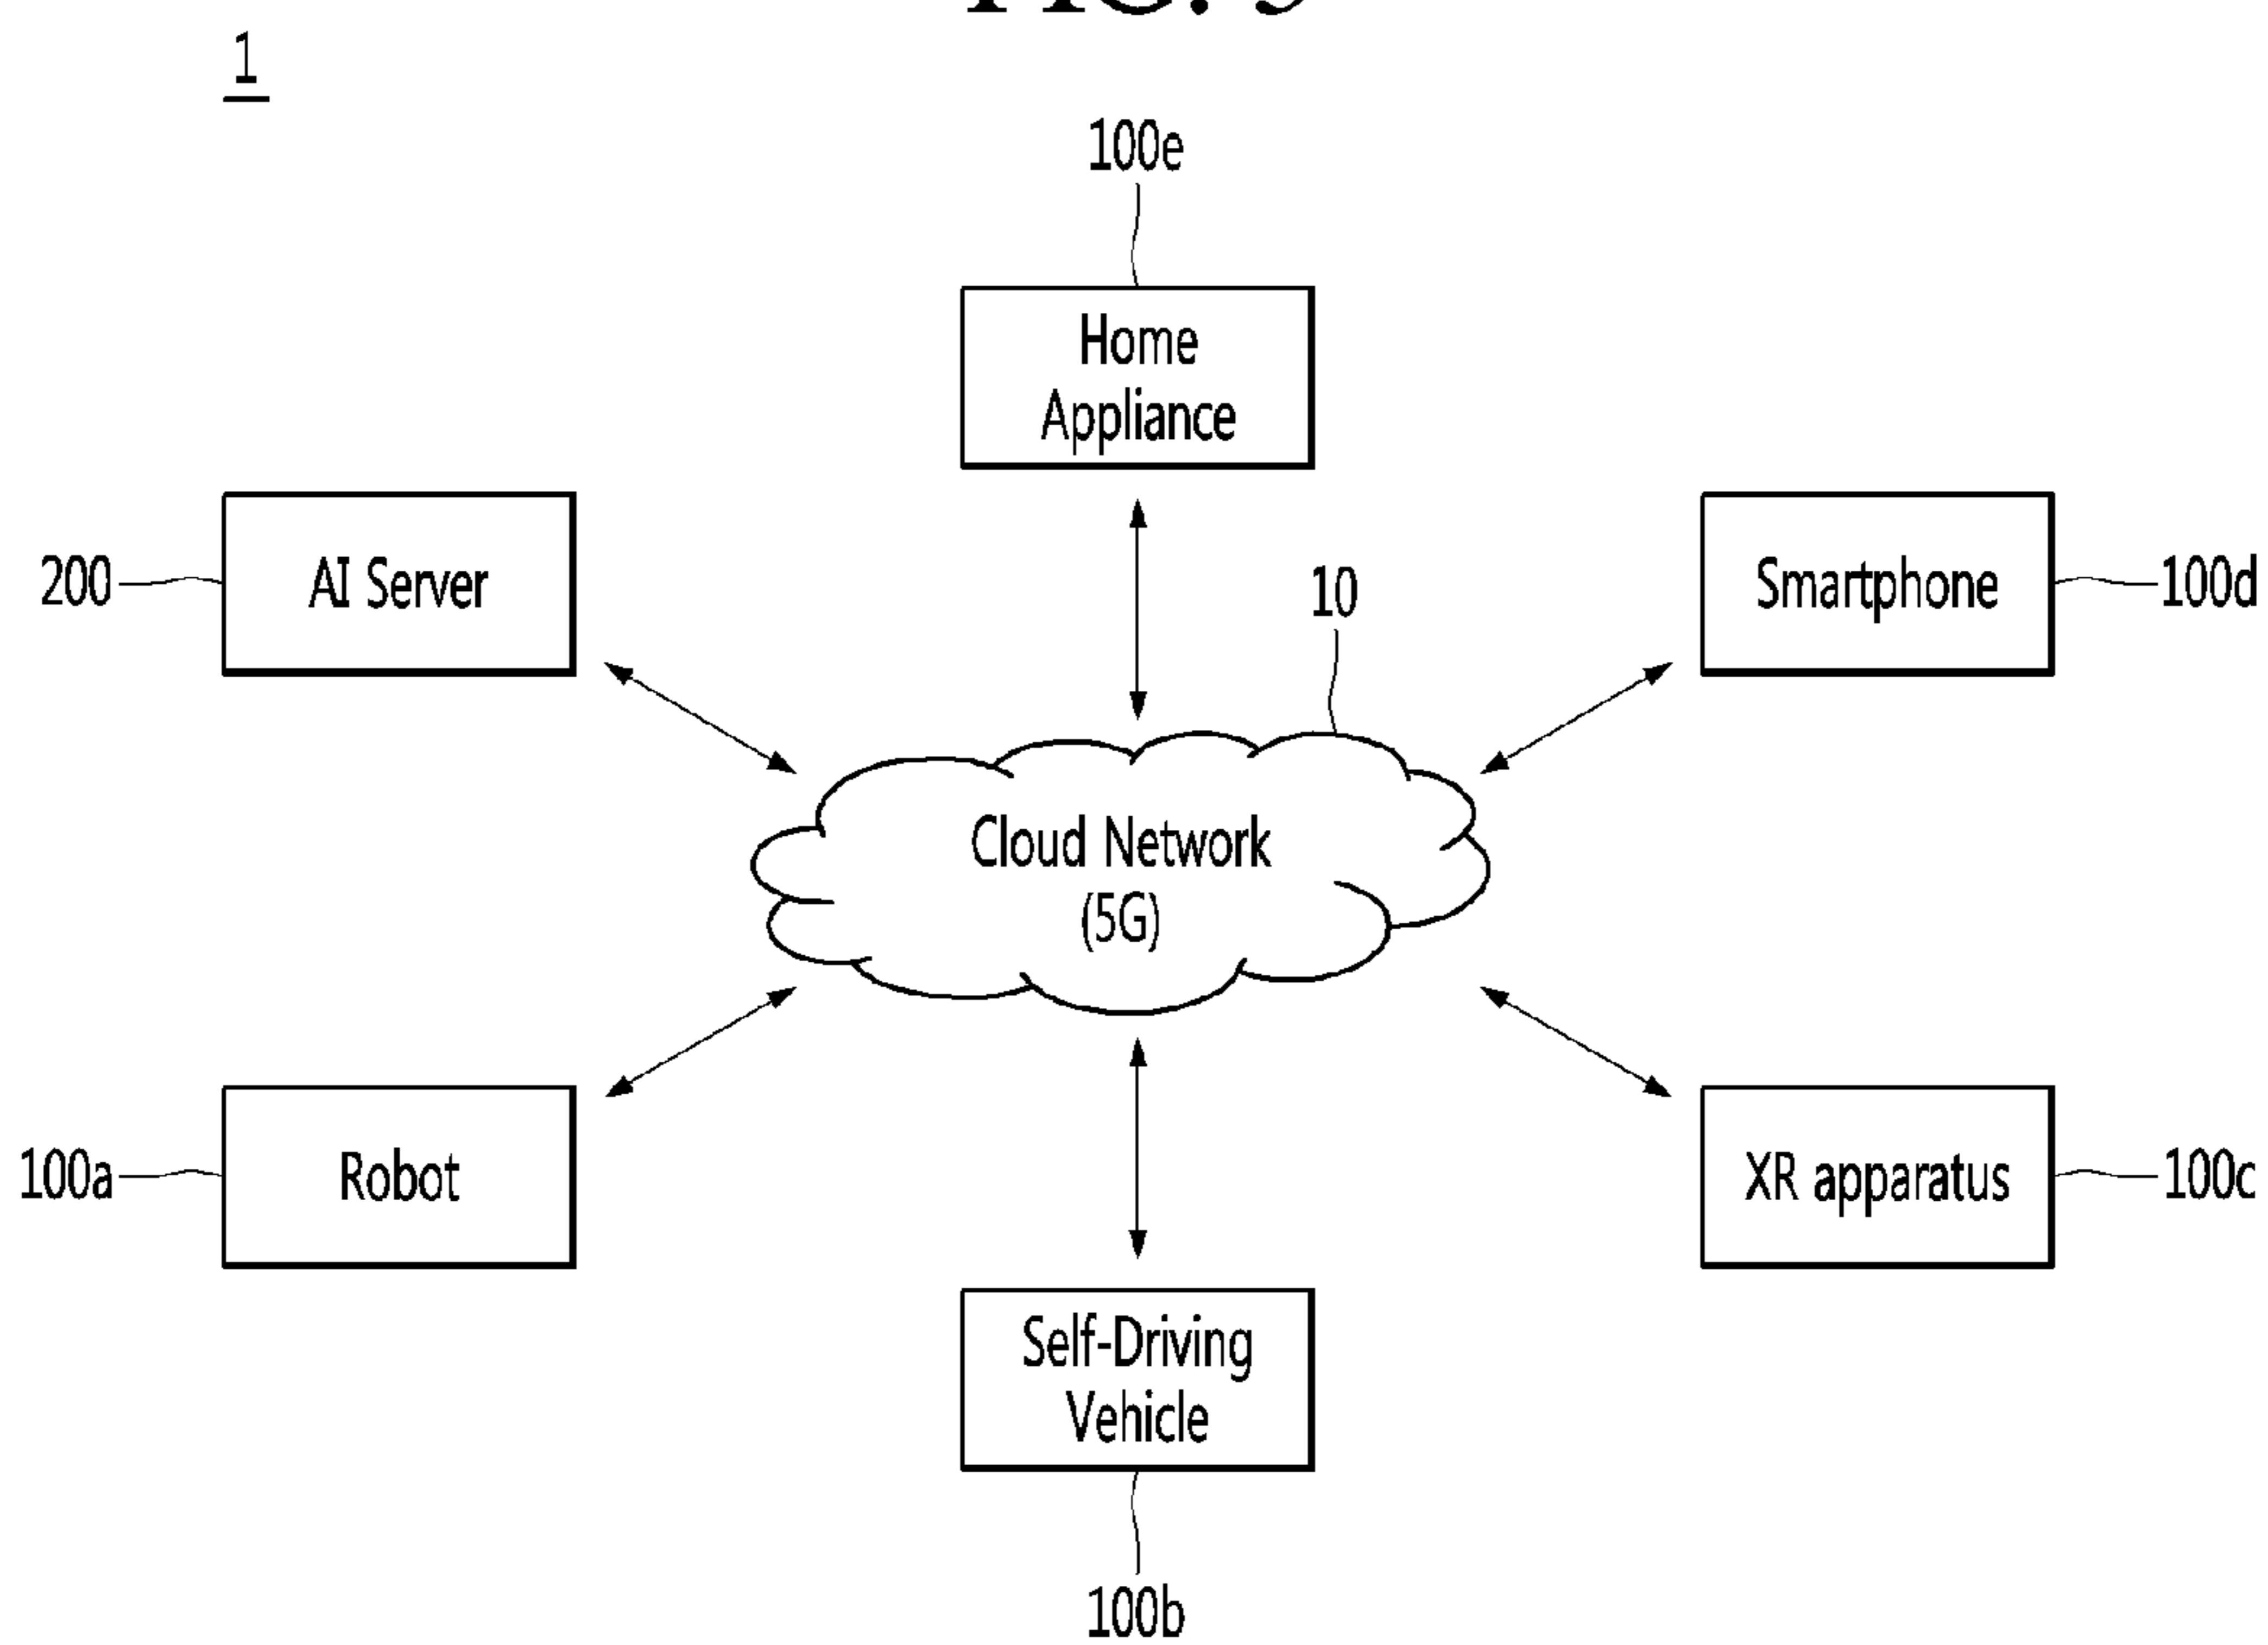 1
100e
Home
Appliance
200
AI Server
Smartphone
100d
10
Cloud Network
(5G)
100a
Robot
XR apparatus
100c
Self-Driving
Vehicle
100b